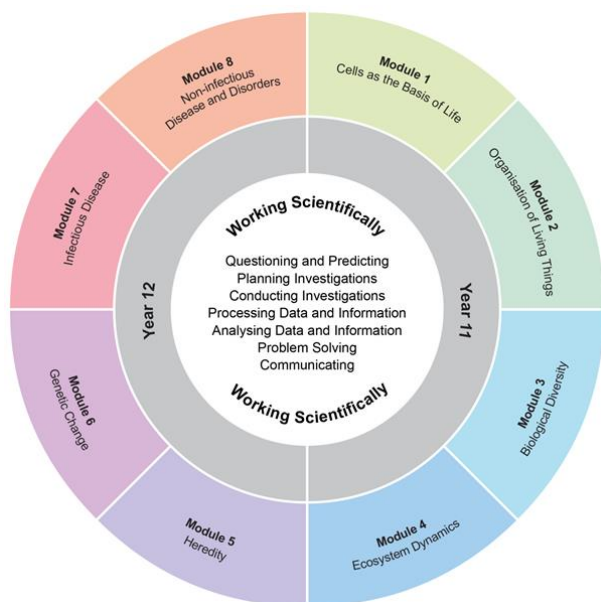 Module 1
Cells as the Basis of Life
Module 2
Organisation of Living Things
Module 3
Biological Diversity
Module 4
Ecosystem Dynamics
Module 5
Heredity
Module 6
Genetic Change
Module 7
Infectious Disease
Module 8
Non-infectious
Disease and Disorders
Year 11
Year 12
Working Scientifically
Questioning and Predicting
Planning Investigations
Conducting Investigations
Processing Data and Information
Analysing Data and Information
Problem Solving
Communicating
Working Scientifically